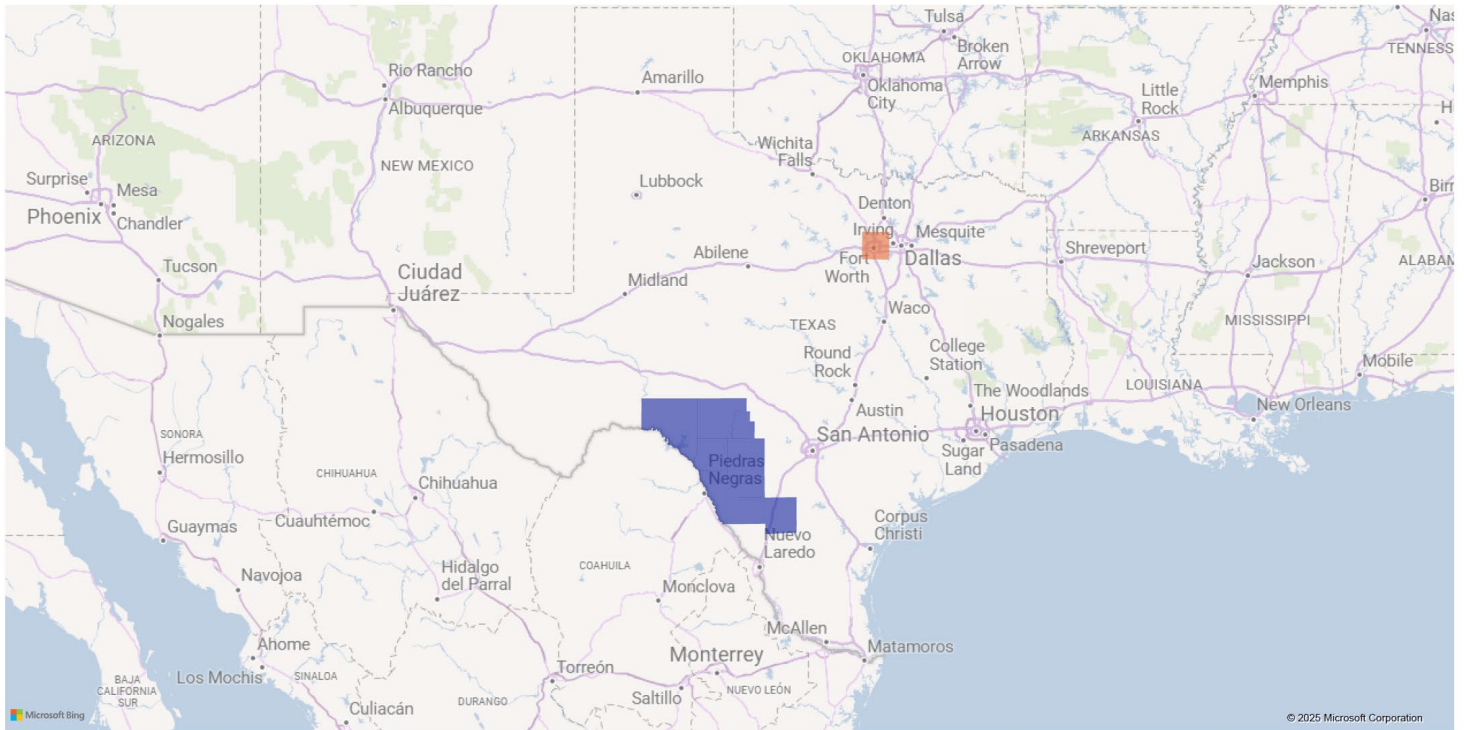 Tulsa
Nas
Broken
Arrow
TENNESS
OKLAHOMA
Rio Rancho
Amarillo
Oklahoma
City
Memphis
Little
Rock
Albuquerque
H
ARKANSAS
ARIZONA
Wichita
Falls
NEW MEXICO
Surprise
Mesa
Lubbock
Birr
Phoenix
Chandler
Denton
Irving
Mesquite
Abilene
Fort
Worth
Dallas
Shreveport
Jackson
ALABAM
Tucson
Ciudad
Juárez
Midland
Nogales
Waco
TEXAS
MISSISSIPPI
College
Station
Round
Rock
Mobile
The Woodlands
LOUISIANA
Austin
Houston
New Orleans
San Antonio
Pasadena
Sugar
Land
SONORA
Hermosillo
Piedras
Negras
CHIHUAHUA
Chihuahua
Cuauhtémoc
Guaymas
Corpus
Christi
Nuevo
Laredo
Hidalgo
del Parral
COAHUILA
Navojoa
Monclova
McAllen
Ahome
Matamoros
Monterrey
Torreón
Los Mochis
SINALOA
BAJA
CALIFORNIA
SUR
DURANGO
Saltillo
NUEVO LEÓN
Culiacán
Microsoft Bing
© 2025 Microsoft Corporation